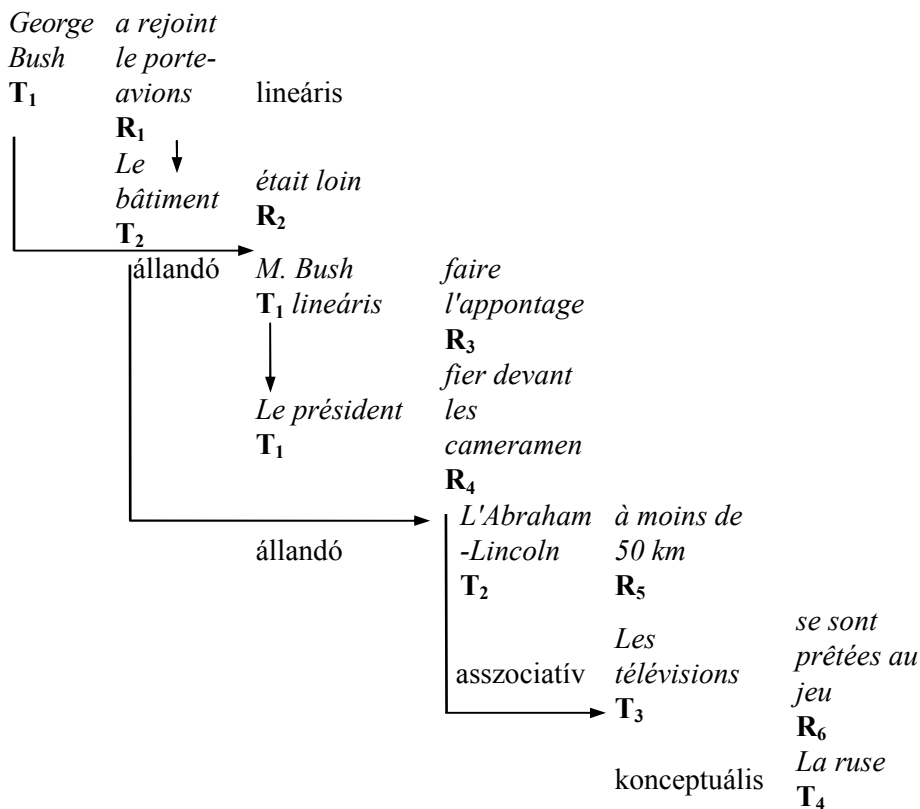 George a rejoint
Bush le porte-
T₁ avions lineáris
R₁
Le
bâtiment était loin
T₂ R₂
állandó M. Bush faire
T₁ lineáris l'appontage
R₃
fier devant
Le président les
T₁ cameramen
R₄
L'Abraham à moins de
állandó -Lincoln 50 km
T₂ R₅
se sont
Les prêtées au
asszociatív télévisions jeu
T₃ R₆
konceptuális La ruse
T₄